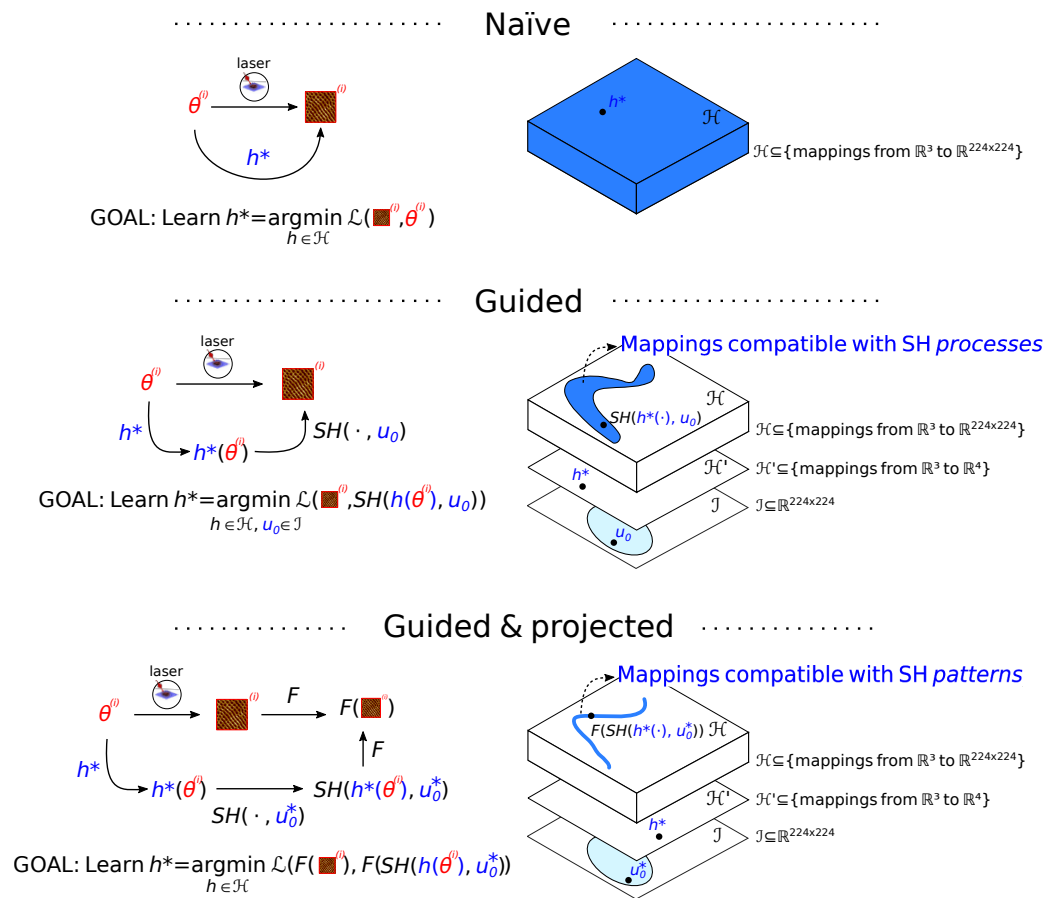 Naïve
laser
θ⁽ⁱ⁾ (i)
h*
GOAL: Learn h*=argmin ℒ( ⁽ⁱ⁾,θ⁽ⁱ⁾)
h∈ℋ
h*
ℋ
ℋ⊆{mappings from ℝ³ to ℝ²²⁴ˣ²²⁴}
Guided
laser
θ⁽ⁱ⁾ (i)
h*
h*(θ⁽ⁱ⁾)
SH( · , u₀)
GOAL: Learn h*=argmin ℒ( ⁽ⁱ⁾,SH(h(θ⁽ⁱ⁾), u₀))
h∈ℋ, u₀∈ℐ
Mappings compatible with SH processes
ℋ
SH(h*(·), u₀)
ℋ⊆{mappings from ℝ³ to ℝ²²⁴ˣ²²⁴}
ℋ'
h*
ℋ'⊆{mappings from ℝ³ to ℝ⁴}
ℐ
u₀
ℐ⊆ℝ²²⁴ˣ²²⁴
Guided & projected
laser
θ⁽ⁱ⁾ (i)
F
F( ⁽ⁱ⁾)
F
h*
h*(θ⁽ⁱ⁾)
SH( · , u₀*)
SH(h*(θ⁽ⁱ⁾), u₀*)
GOAL: Learn h*=argmin ℒ(F( ⁽ⁱ⁾), F(SH(h(θ⁽ⁱ⁾), u₀*))
h∈ℋ
Mappings compatible with SH patterns
F(SH(h*(·), u₀*)) ℋ
ℋ⊆{mappings from ℝ³ to ℝ²²⁴ˣ²²⁴}
ℋ'
h*
ℋ'⊆{mappings from ℝ³ to ℝ⁴}
ℐ
u₀*
ℐ⊆ℝ²²⁴ˣ²²⁴